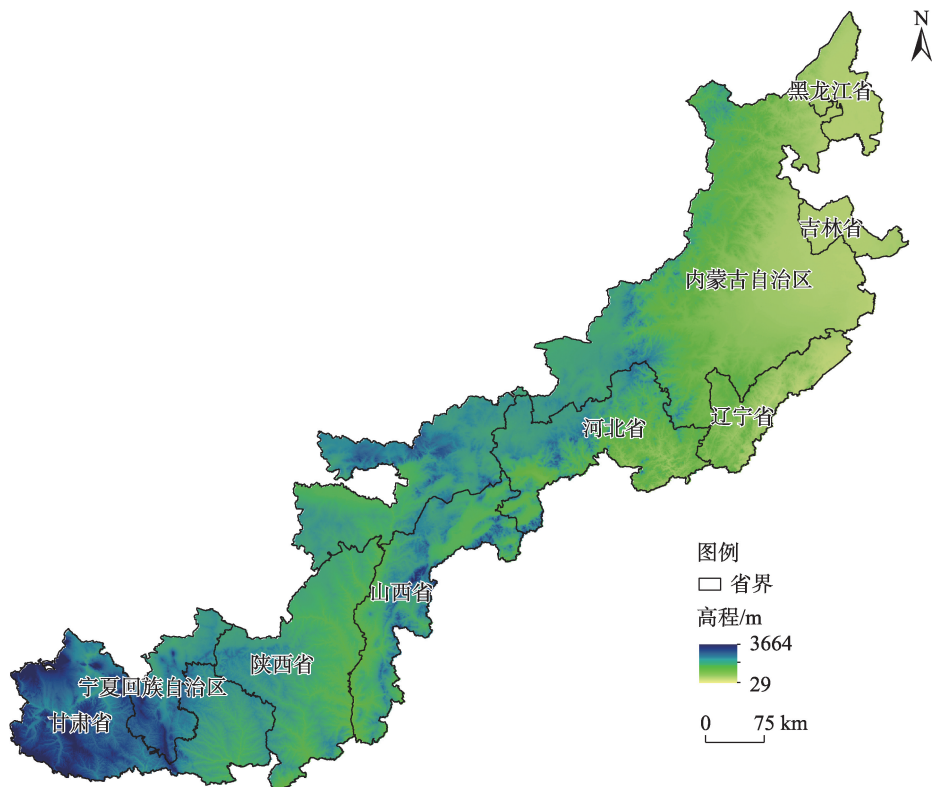 N
黑龙江省
吉林省
内蒙古自治区
辽宁省
河北省
山西省
陕西省
宁夏回族自治区
甘肃省
图例
省界
高程/m
3664
29
0 75 km